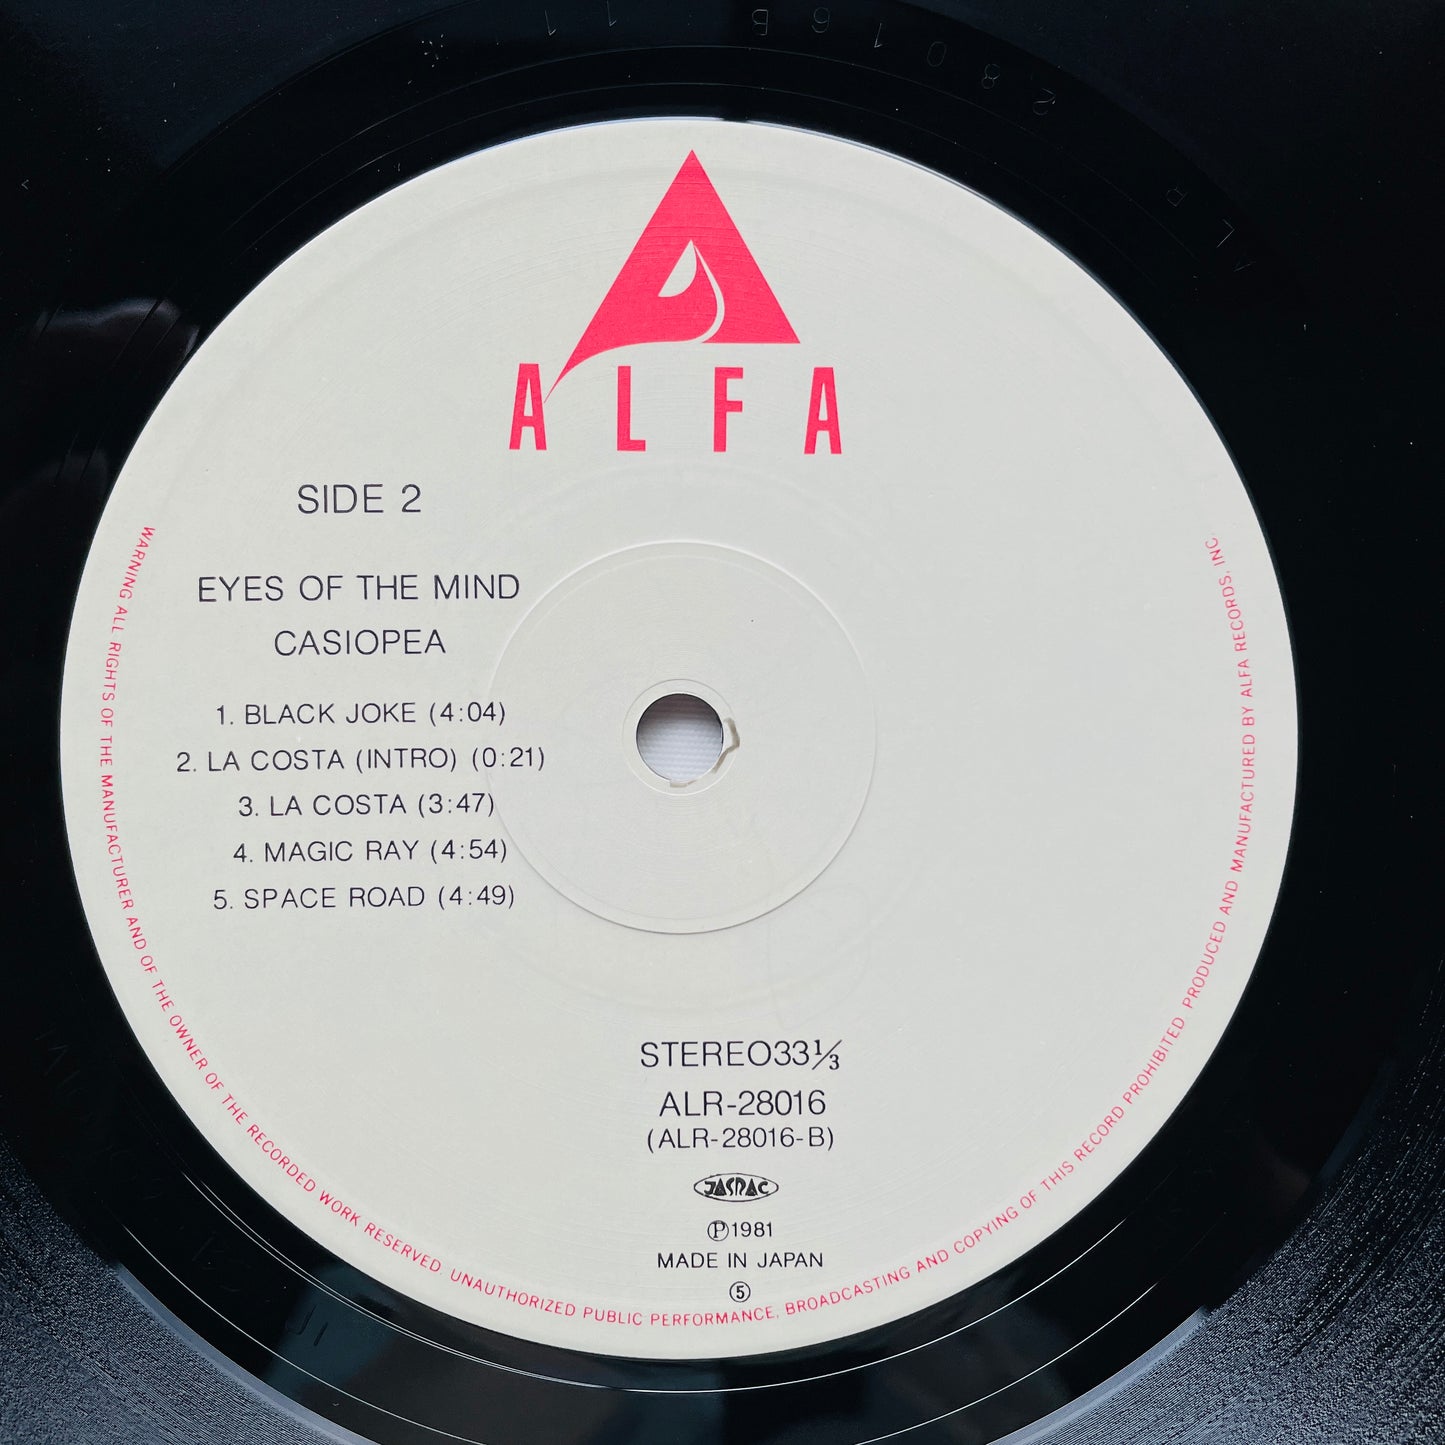 ALFA
SIDE 2
EYES OF THE MIND
CASIOPEA
1. BLACK JOKE (4:04)
2. LA COSTA (INTRO) (0:21)
3. LA COSTA (3:47)
4. MAGIC RAY (4:54)
5. SPACE ROAD (4:49)
STEREO33⅓
ALR-28016
(ALR-28016-B)
JASRAC
Ⓟ1981
MADE IN JAPAN
⑤
WARNING ALL RIGHTS OF THE MANUFACTURER AND OF THE OWNER OF THE RECORDED WORK RESERVED. UNAUTHORIZED PUBLIC PERFORMANCE, BROADCASTING AND COPYING OF THIS RECORD PROHIBITED. PRODUCED AND MANUFACTURED BY ALFA RECORDS, INC.